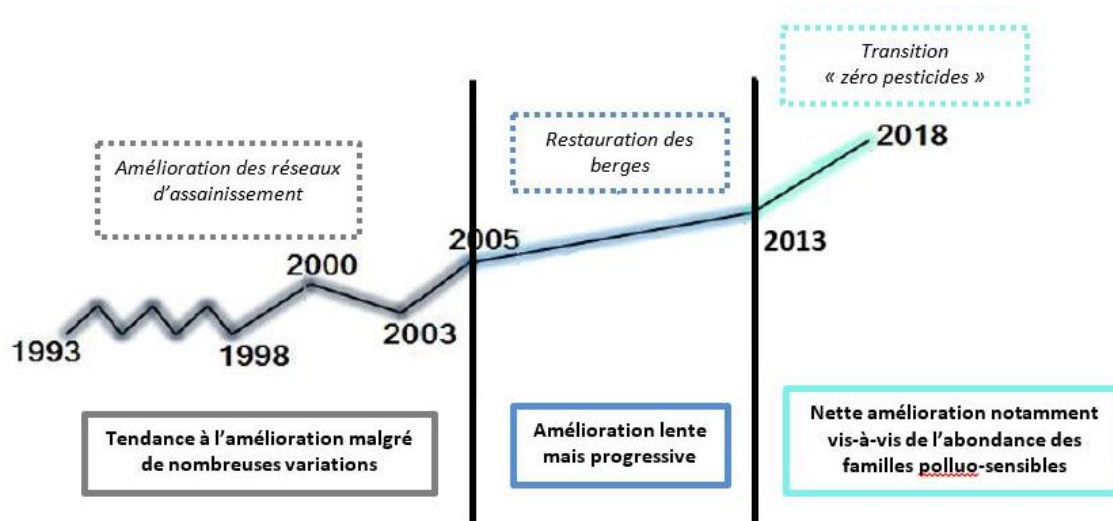 Transition
« zéro pesticides »
Restauration des
berges
Amélioration des réseaux
d’assainissement
2018
2013
2005
2000
2003
1998
1993
Tendance à l’amélioration malgré
de nombreuses variations
Amélioration lente
mais progressive
Nette amélioration notamment
vis-à-vis de l’abondance des
familles polluo-sensibles